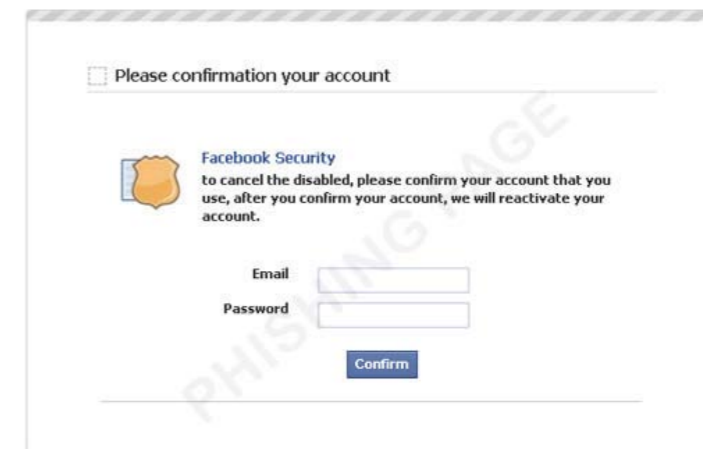 Please confirmation your account
Facebook Security
to cancel the disabled, please confirm your account that you
use, after you confirm your account, we will reactivate your
account.
Email
Password
Confirm
PHISHING PAGE